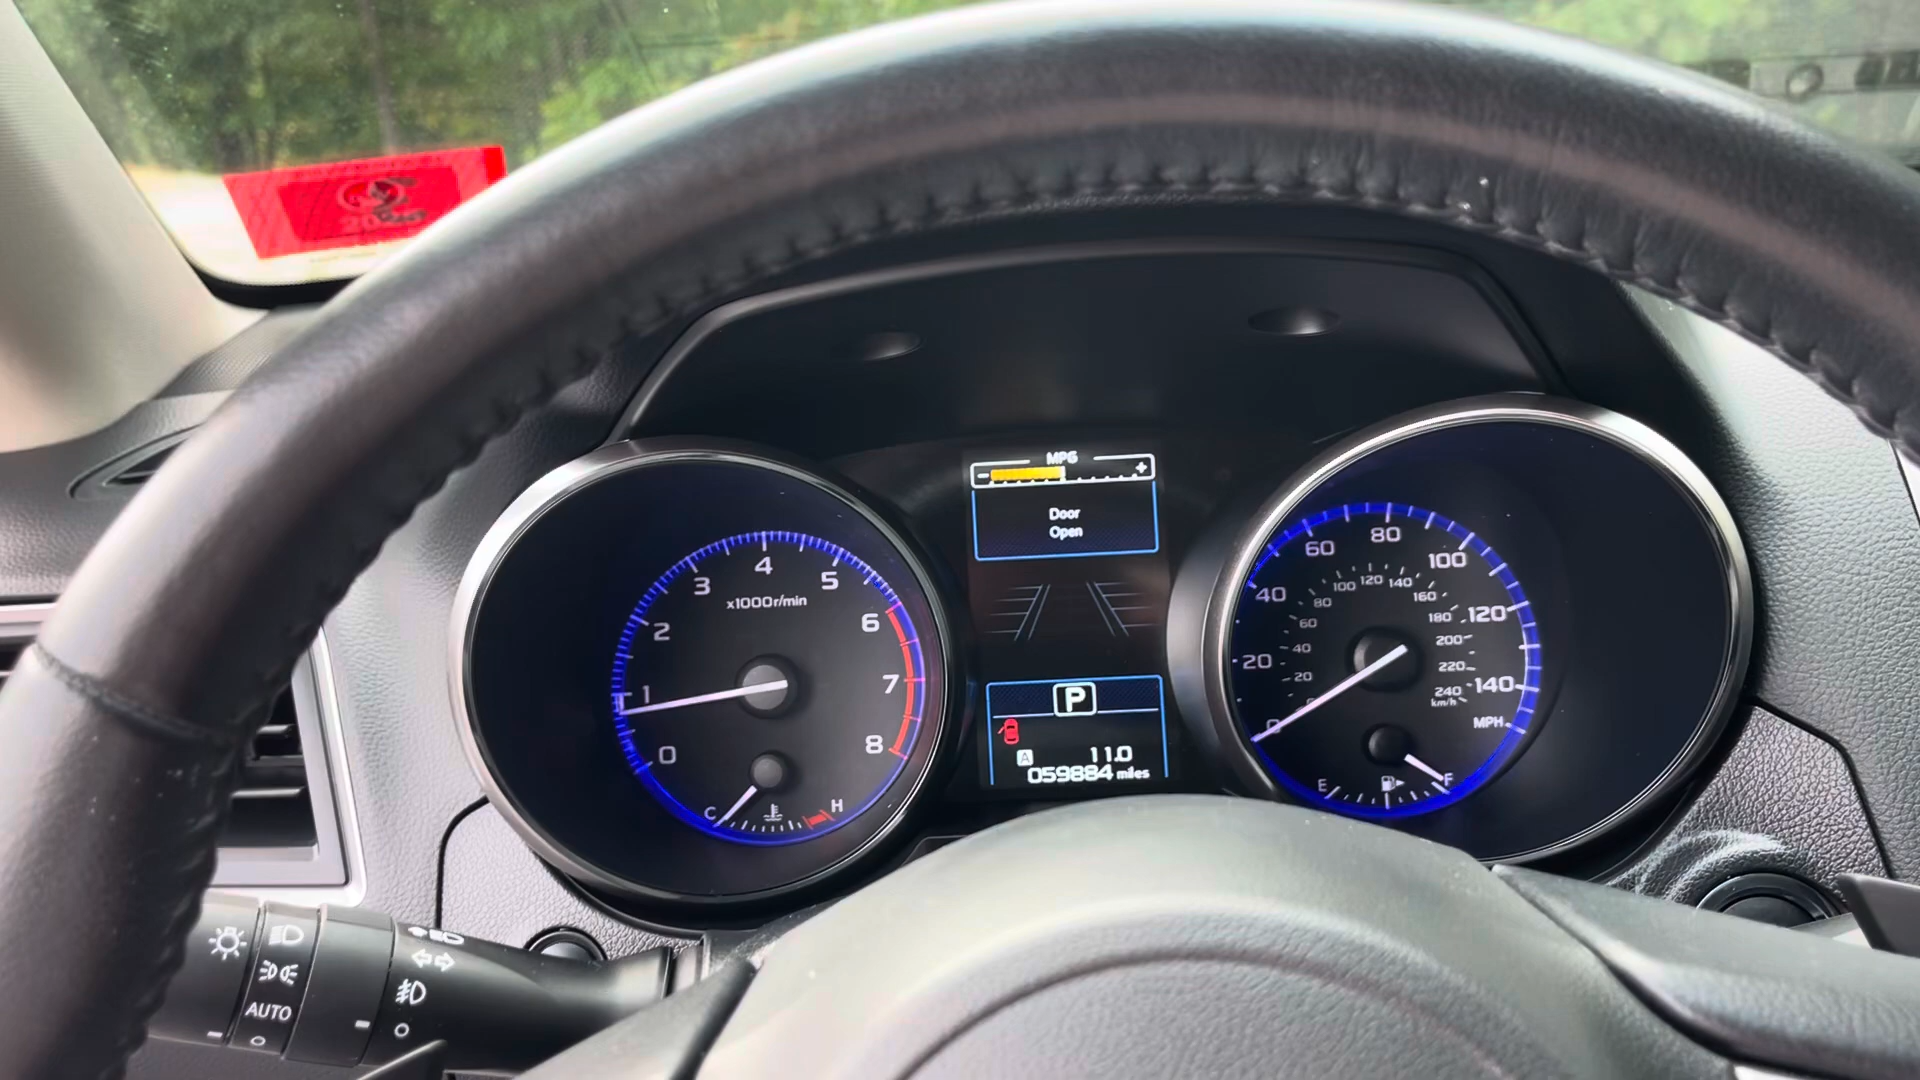 MPG
- +
Door
Open
0 1 2 3 4 5 6 7 8
x1000r/min
C H
P
A 11.0
059884 miles
0 20 40 60 80 100 120 140
MPH
20 40 60 80 100 120 140 160 180 200 220 240
km/h
E F
AUTO